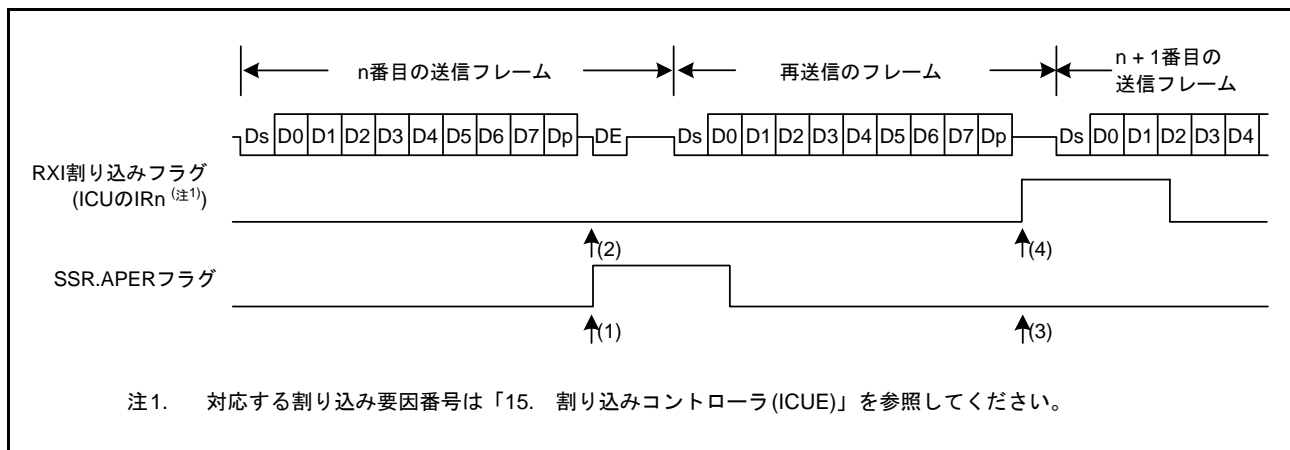 n番目の送信フレーム
再送信のフレーム
n + 1番目の
送信フレーム
Ds D0 D1 D2 D3 D4 D5 D6 D7 Dp DE Ds D0 D1 D2 D3 D4 D5 D6 D7 Dp Ds D0 D1 D2 D3 D4
RXI割り込みフラグ
(ICUのIRn (注1))
(2) (4)
SSR.APERフラグ
(1) (3)
注1. 対応する割り込み要因番号は「15. 割り込みコントローラ(ICUE)」を参照してください。